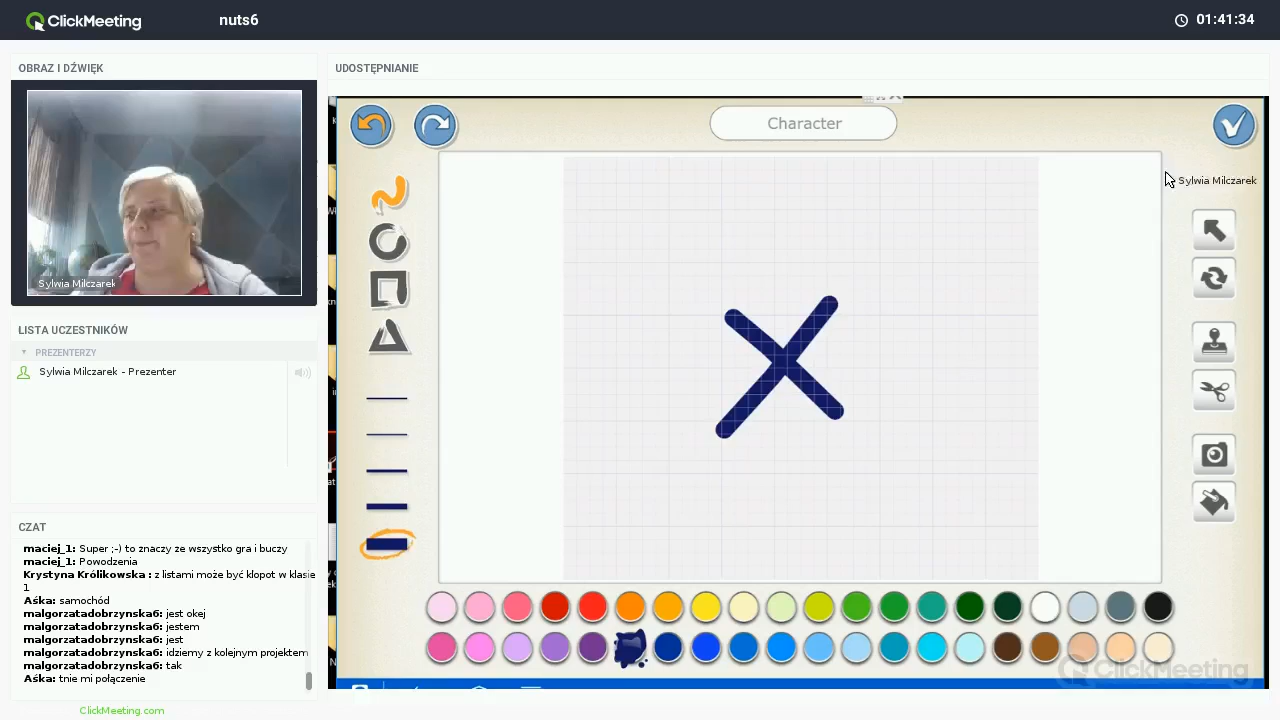 ClickMeeting
nuts6
01:41:34
OBRAZ I DŹWIĘK
UDOSTĘPNIANIE
Character
Sylwia Milczarek
Sylwia Milczarek
LISTA UCZESTNIKÓW
PREZENTERZY
Sylwia Milczarek - Prezenter
CZAT
maciej_1: Super ;-) to znaczy ze wszystko gra i buczy
maciej_1: Powodzenia
Krystyna Królikowska : z listami może być kłopot w klasie
1
Aśka: samochód
malgorzatadobrzynska6: jest okej
malgorzatadobrzynska6: jestem
malgorzatadobrzynska6: jest
malgorzatadobrzynska6: idziemy z kolejnym projektem
malgorzatadobrzynska6: tak
Aśka: tnie mi połączenie
ClickMeeting
ClickMeeting.com